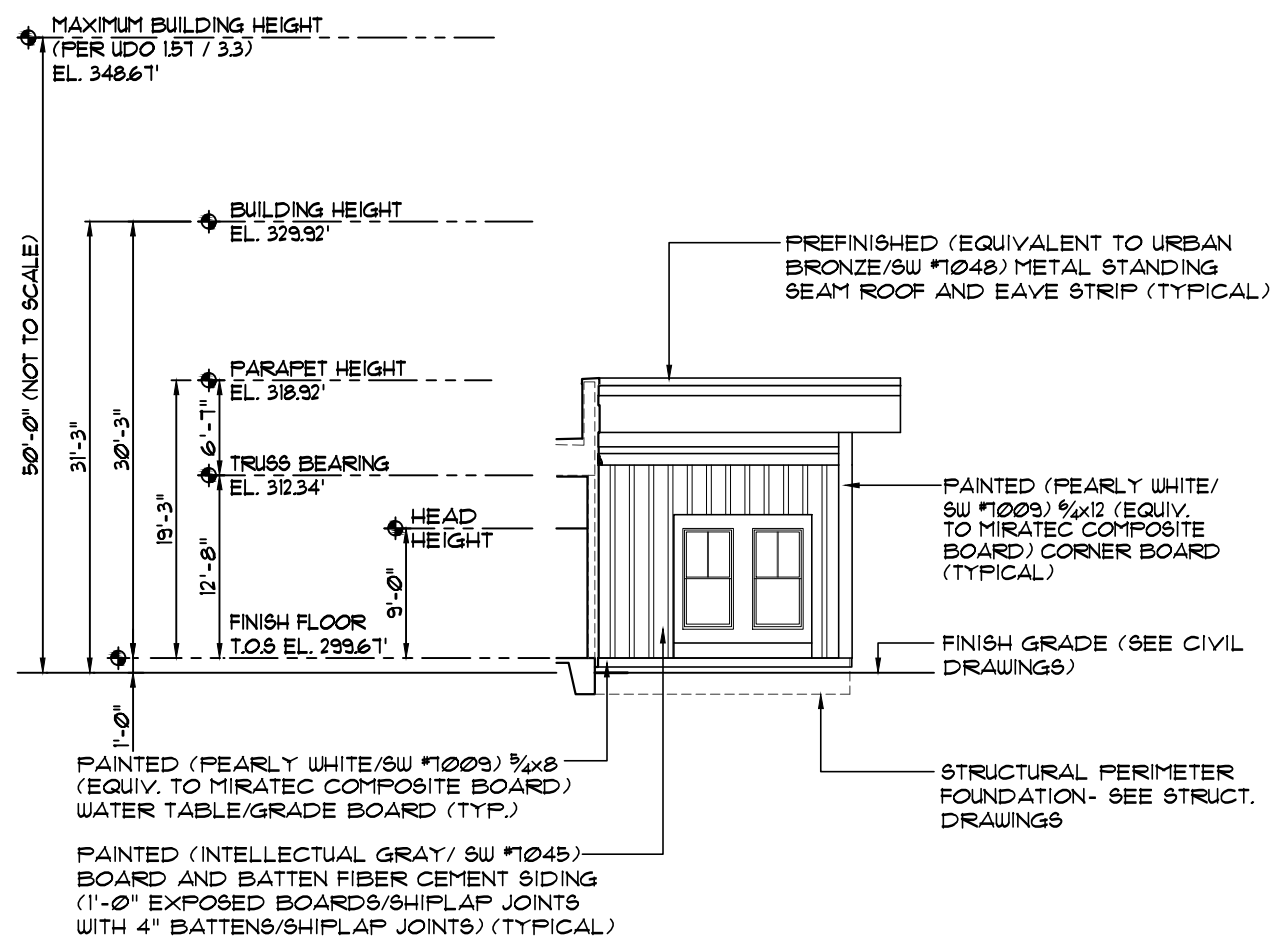 MAXIMUM BUILDING HEIGHT
(PER UDO 1.57 / 3.3)
EL. 348.67'
BUILDING HEIGHT
EL. 329.92'
PARAPET HEIGHT
EL. 318.92'
TRUSS BEARING
EL. 312.34'
HEAD
HEIGHT
FINISH FLOOR
T.O.S EL. 299.67'
50'-0" (NOT TO SCALE)
31'-3"
30'-3"
19'-3"
6'-7"
12'-8"
9'-0"
1'-0"
PREFINISHED (EQUIVALENT TO URBAN
BRONZE/SW #7048) METAL STANDING
SEAM ROOF AND EAVE STRIP (TYPICAL)
PAINTED (PEARLY WHITE/
SW #7009) 5/4x12 (EQUIV.
TO MIRATEC COMPOSITE
BOARD) CORNER BOARD
(TYPICAL)
FINISH GRADE (SEE CIVIL
DRAWINGS)
STRUCTURAL PERIMETER
FOUNDATION- SEE STRUCT.
DRAWINGS
PAINTED (PEARLY WHITE/SW #7009) 5/4x8
(EQUIV. TO MIRATEC COMPOSITE BOARD)
WATER TABLE/GRADE BOARD (TYP.)
PAINTED (INTELLECTUAL GRAY/ SW #7045)
BOARD AND BATTEN FIBER CEMENT SIDING
(1'-0" EXPOSED BOARDS/SHIPLAP JOINTS
WITH 4" BATTENS/SHIPLAP JOINTS) (TYPICAL)